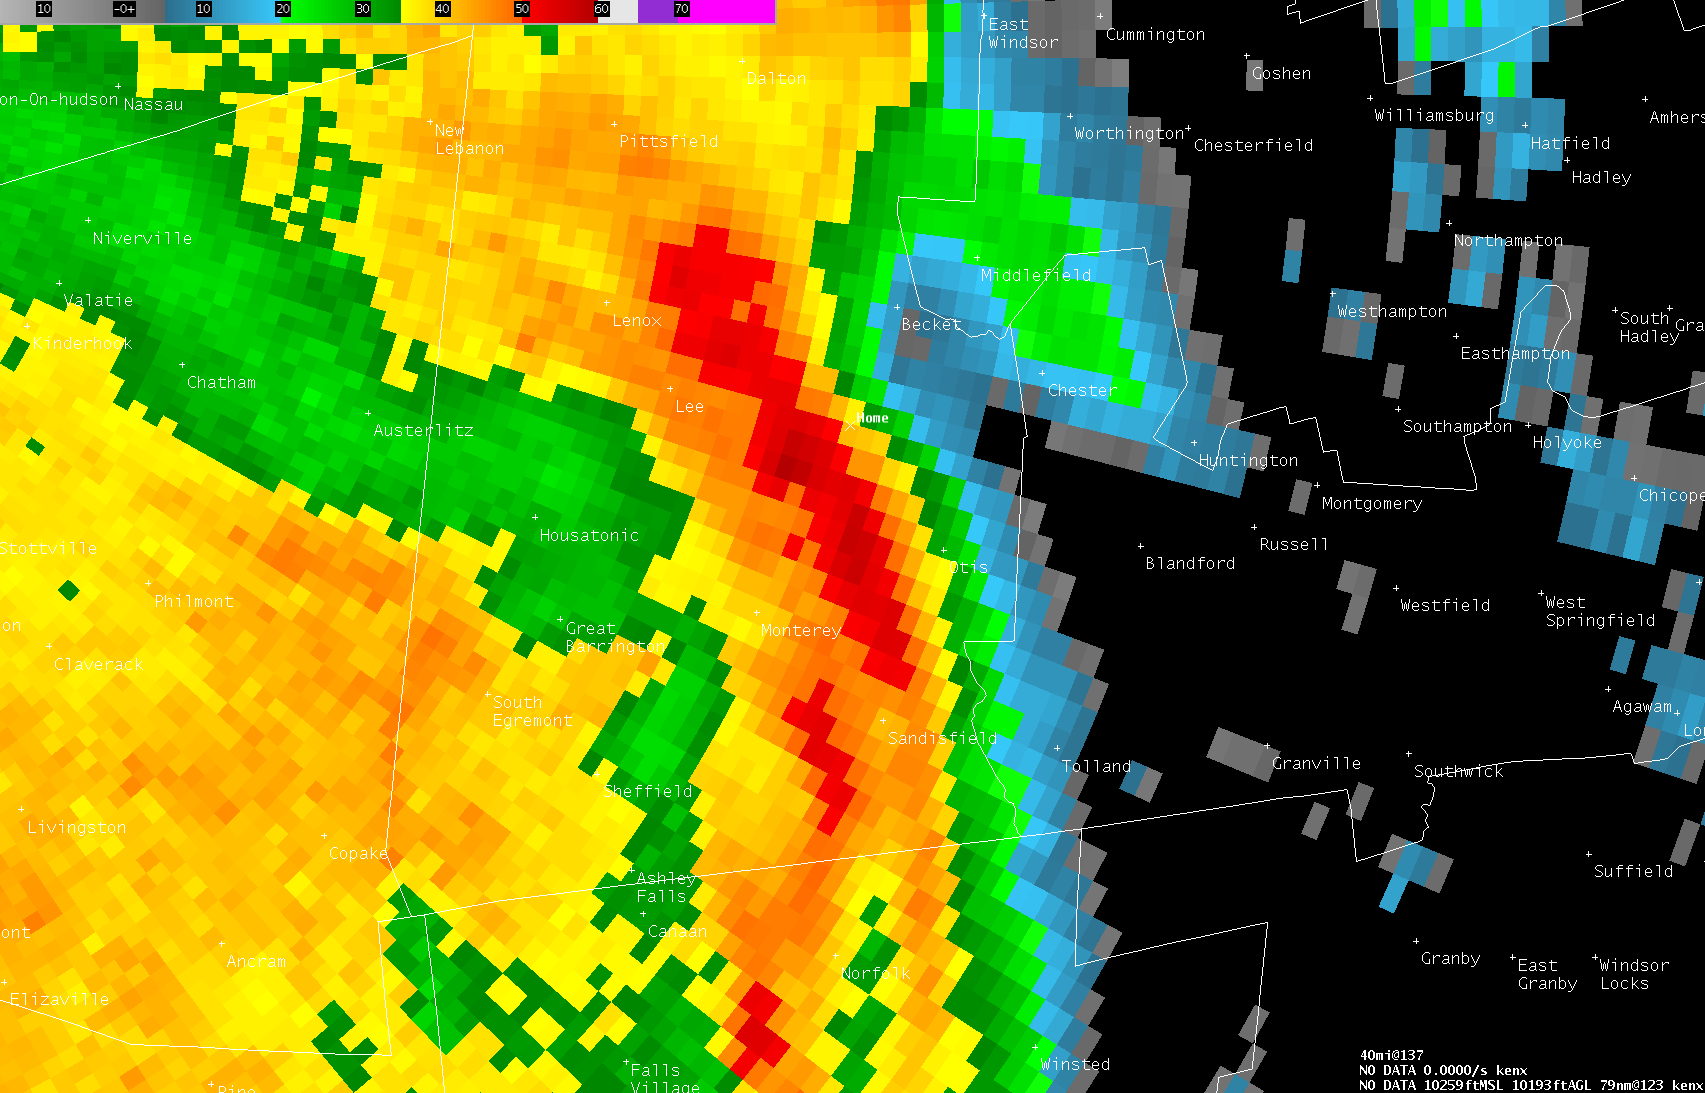 10 -0+ 10 20 30 40 50 60 70
East
Windsor
Cummington
Goshen
Dalton
on-On-hudson
Nassau
Williamsburg
Amhers
New
Lebanon
Pittsfield
Worthington
Chesterfield
Hatfield
Hadley
Niverville
Northampton
Middlefield
Valatie
Lenox
Becket
Westhampton
South
Hadley
Gra
Kinderhook
Easthampton
Chatham
Chester
Lee
Home
Austerlitz
Southampton
Holyoke
Huntington
Chicope
Montgomery
Housatonic
Stottville
Otis
Blandford
Russell
Philmont
Westfield
West
Springfield
on
Great
Barrington
Monterey
Claverack
South
Egremont
Agawam
Lon
Sandisfield
Tolland
Granville
Southwick
Sheffield
Livingston
Copake
Ashley
Falls
Suffield
Canaan
ont
Ancram
Norfolk
Granby
East
Granby
Windsor
Locks
Elizaville
Winsted
Falls
Village
Pine
40mi@137
NO DATA 0.0000/s kenx
NO DATA 10259ftMSL 10193ftAGL 79nm@123 kenx